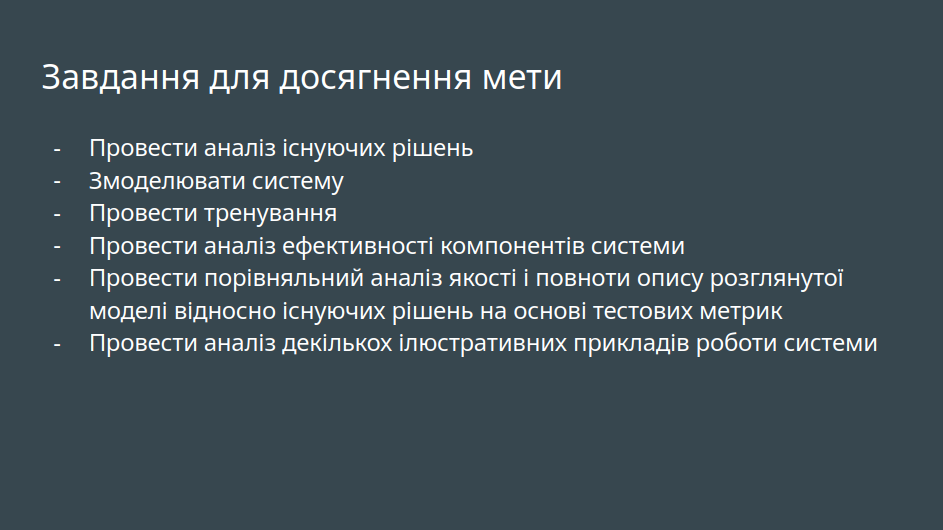 Завдання для досягнення мети
- Провести аналіз існуючих рішень
- Змоделювати систему
- Провести тренування
- Провести аналіз ефективності компонентів системи
- Провести порівняльний аналіз якості і повноти опису розглянутої
моделі відносно існуючих рішень на основі тестових метрик
- Провести аналіз декількох ілюстративних прикладів роботи системи